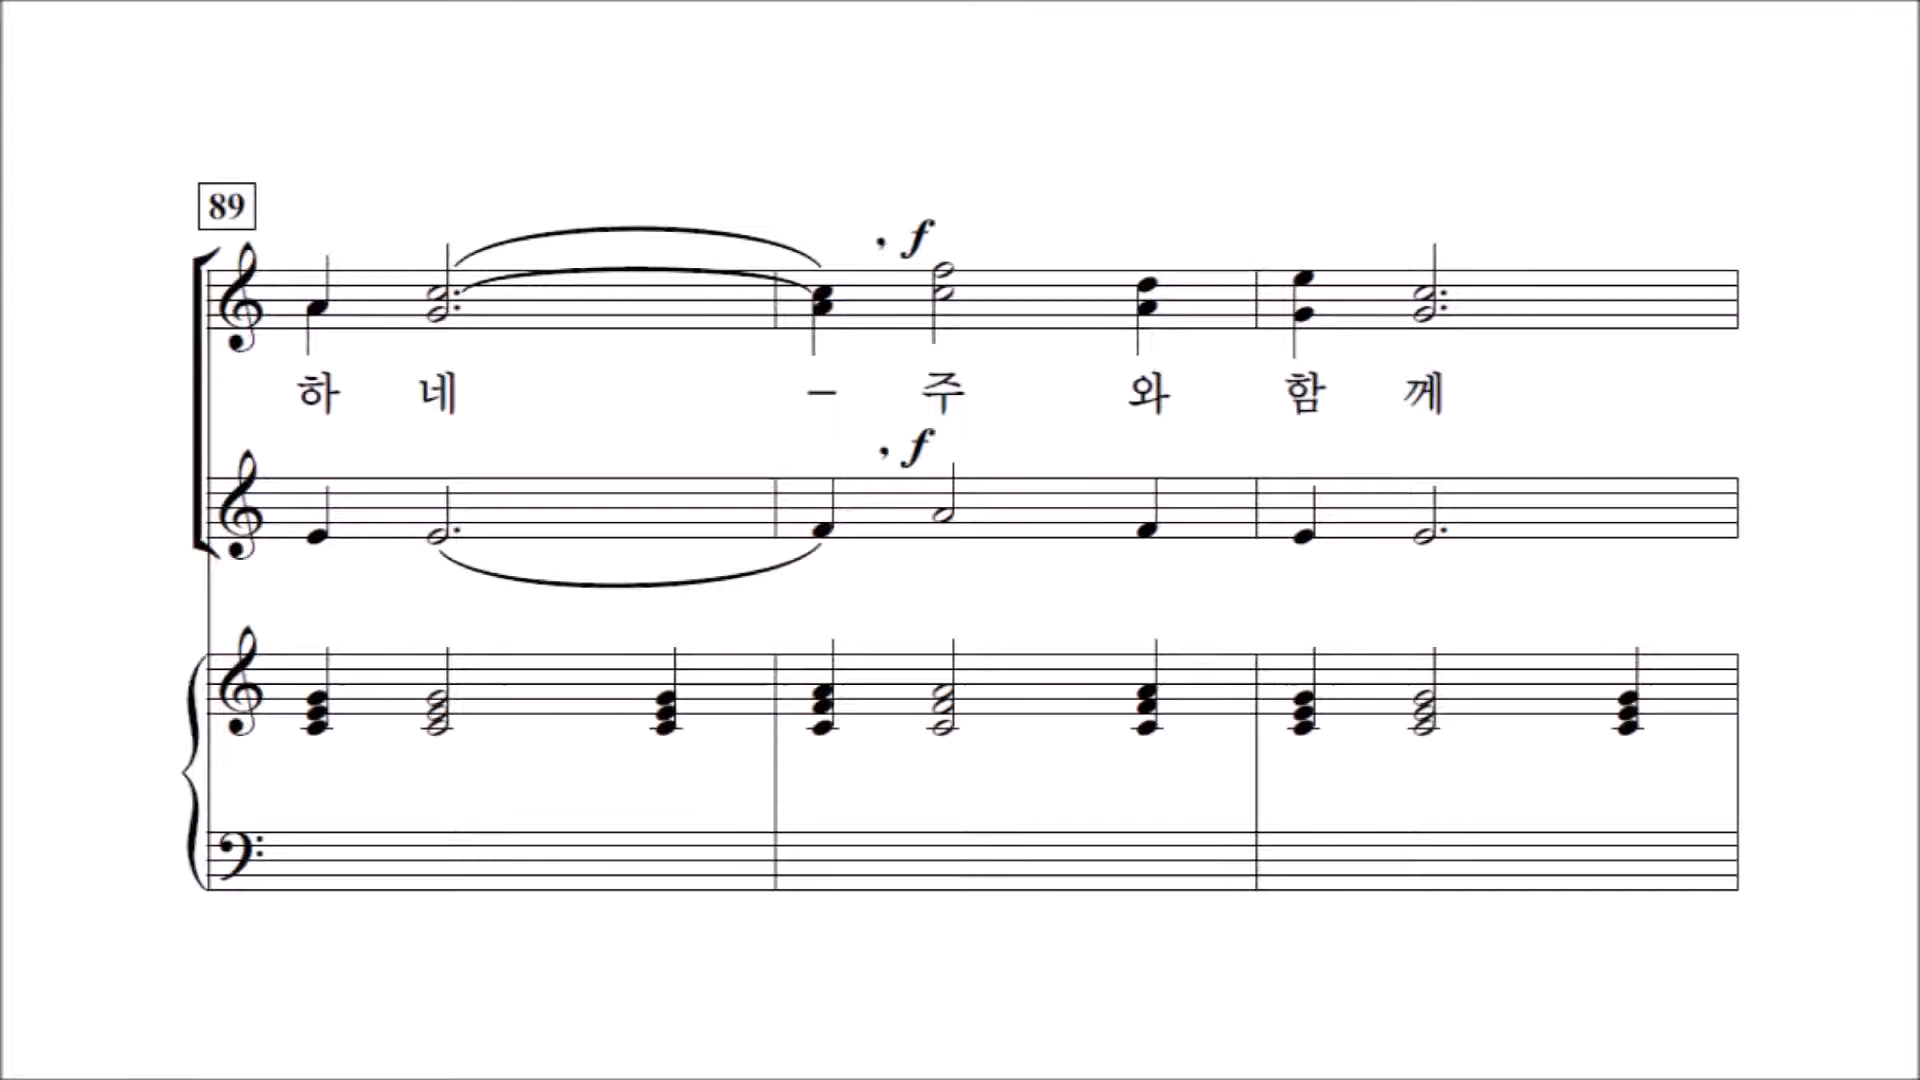 89
, f
하 네 – 주 와 함 께
, f